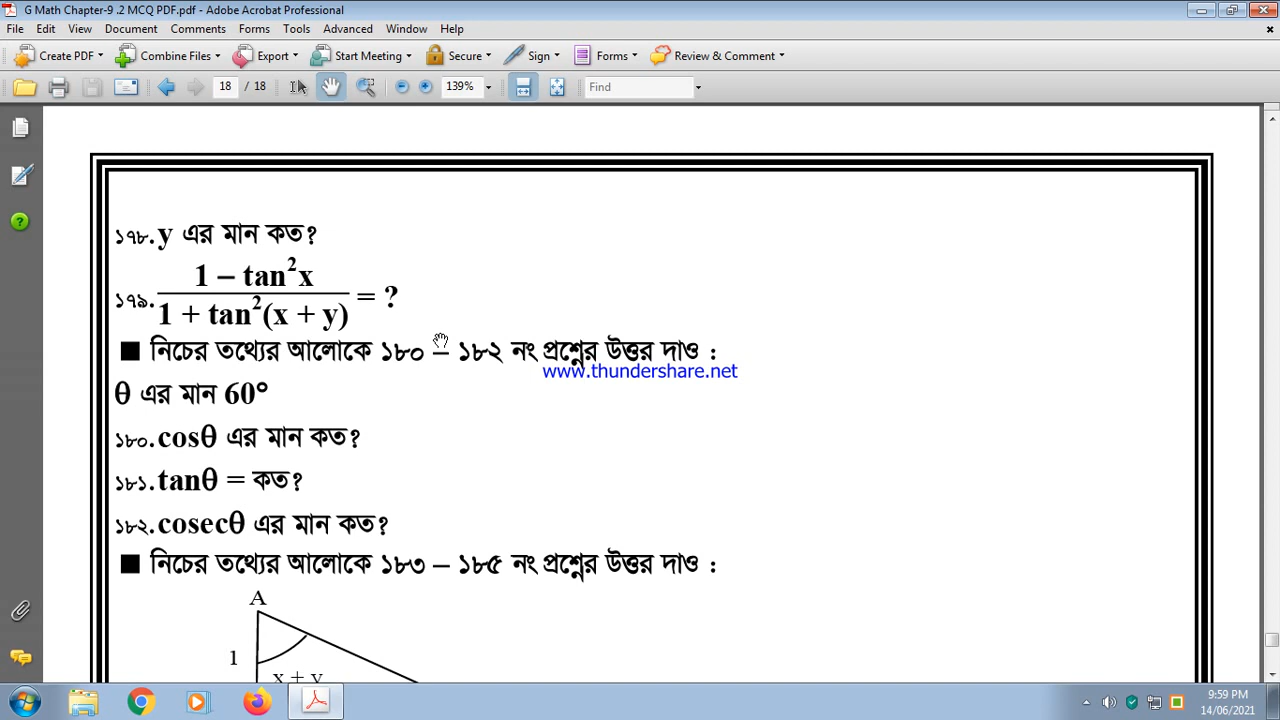 G Math Chapter-9 .2 MCQ PDF.pdf - Adobe Acrobat Professional
File Edit View Document Comments Forms Tools Advanced Window Help
Create PDF Combine Files Export Start Meeting Secure Sign Forms Review & Comment
18 / 18 139% Find
১৭৮.y এর মান কত?
১৭৯. (1 – tan²x) / (1 + tan²(x + y)) = ?
■ নিচের তথ্যের আলোকে ১৮০ – ১৮২ নং প্রশ্নের উত্তর দাও :
www.thundershare.net
θ এর মান 60°
১৮০.cosθ এর মান কত?
১৮১.tanθ = কত?
১৮২.cosecθ এর মান কত?
■ নিচের তথ্যের আলোকে ১৮৩ – ১৮৫ নং প্রশ্নের উত্তর দাও :
A
1
x + y
9:59 PM
14/06/2021